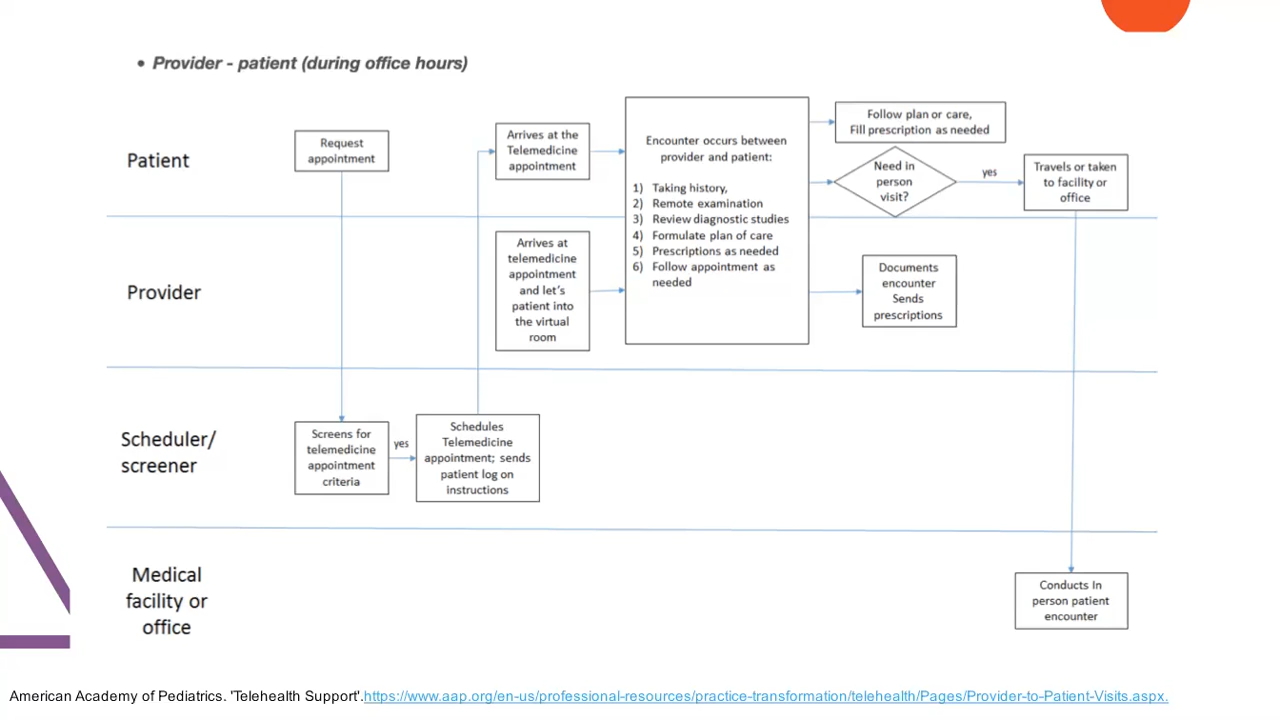 • Provider - patient (during office hours)
Patient
Request
appointment
Arrives at the
Telemedicine
appointment
Encounter occurs between
provider and patient:
1) Taking history,
2) Remote examination
3) Review diagnostic studies
4) Formulate plan of care
5) Prescriptions as needed
6) Follow appointment as
needed
Follow plan or care,
Fill prescription as needed
Need in
person
visit?
yes
Travels or taken
to facility or
office
Provider
Arrives at
telemedicine
appointment
and let's
patient into
the virtual
room
Documents
encounter
Sends
prescriptions
Scheduler/
screener
Screens for
telemedicine
appointment
criteria
yes
Schedules
Telemedicine
appointment; sends
patient log on
instructions
Medical
facility or
office
Conducts In
person patient
encounter
American Academy of Pediatrics. 'Telehealth Support'.https://www.aap.org/en-us/professional-resources/practice-transformation/telehealth/Pages/Provider-to-Patient-Visits.aspx.